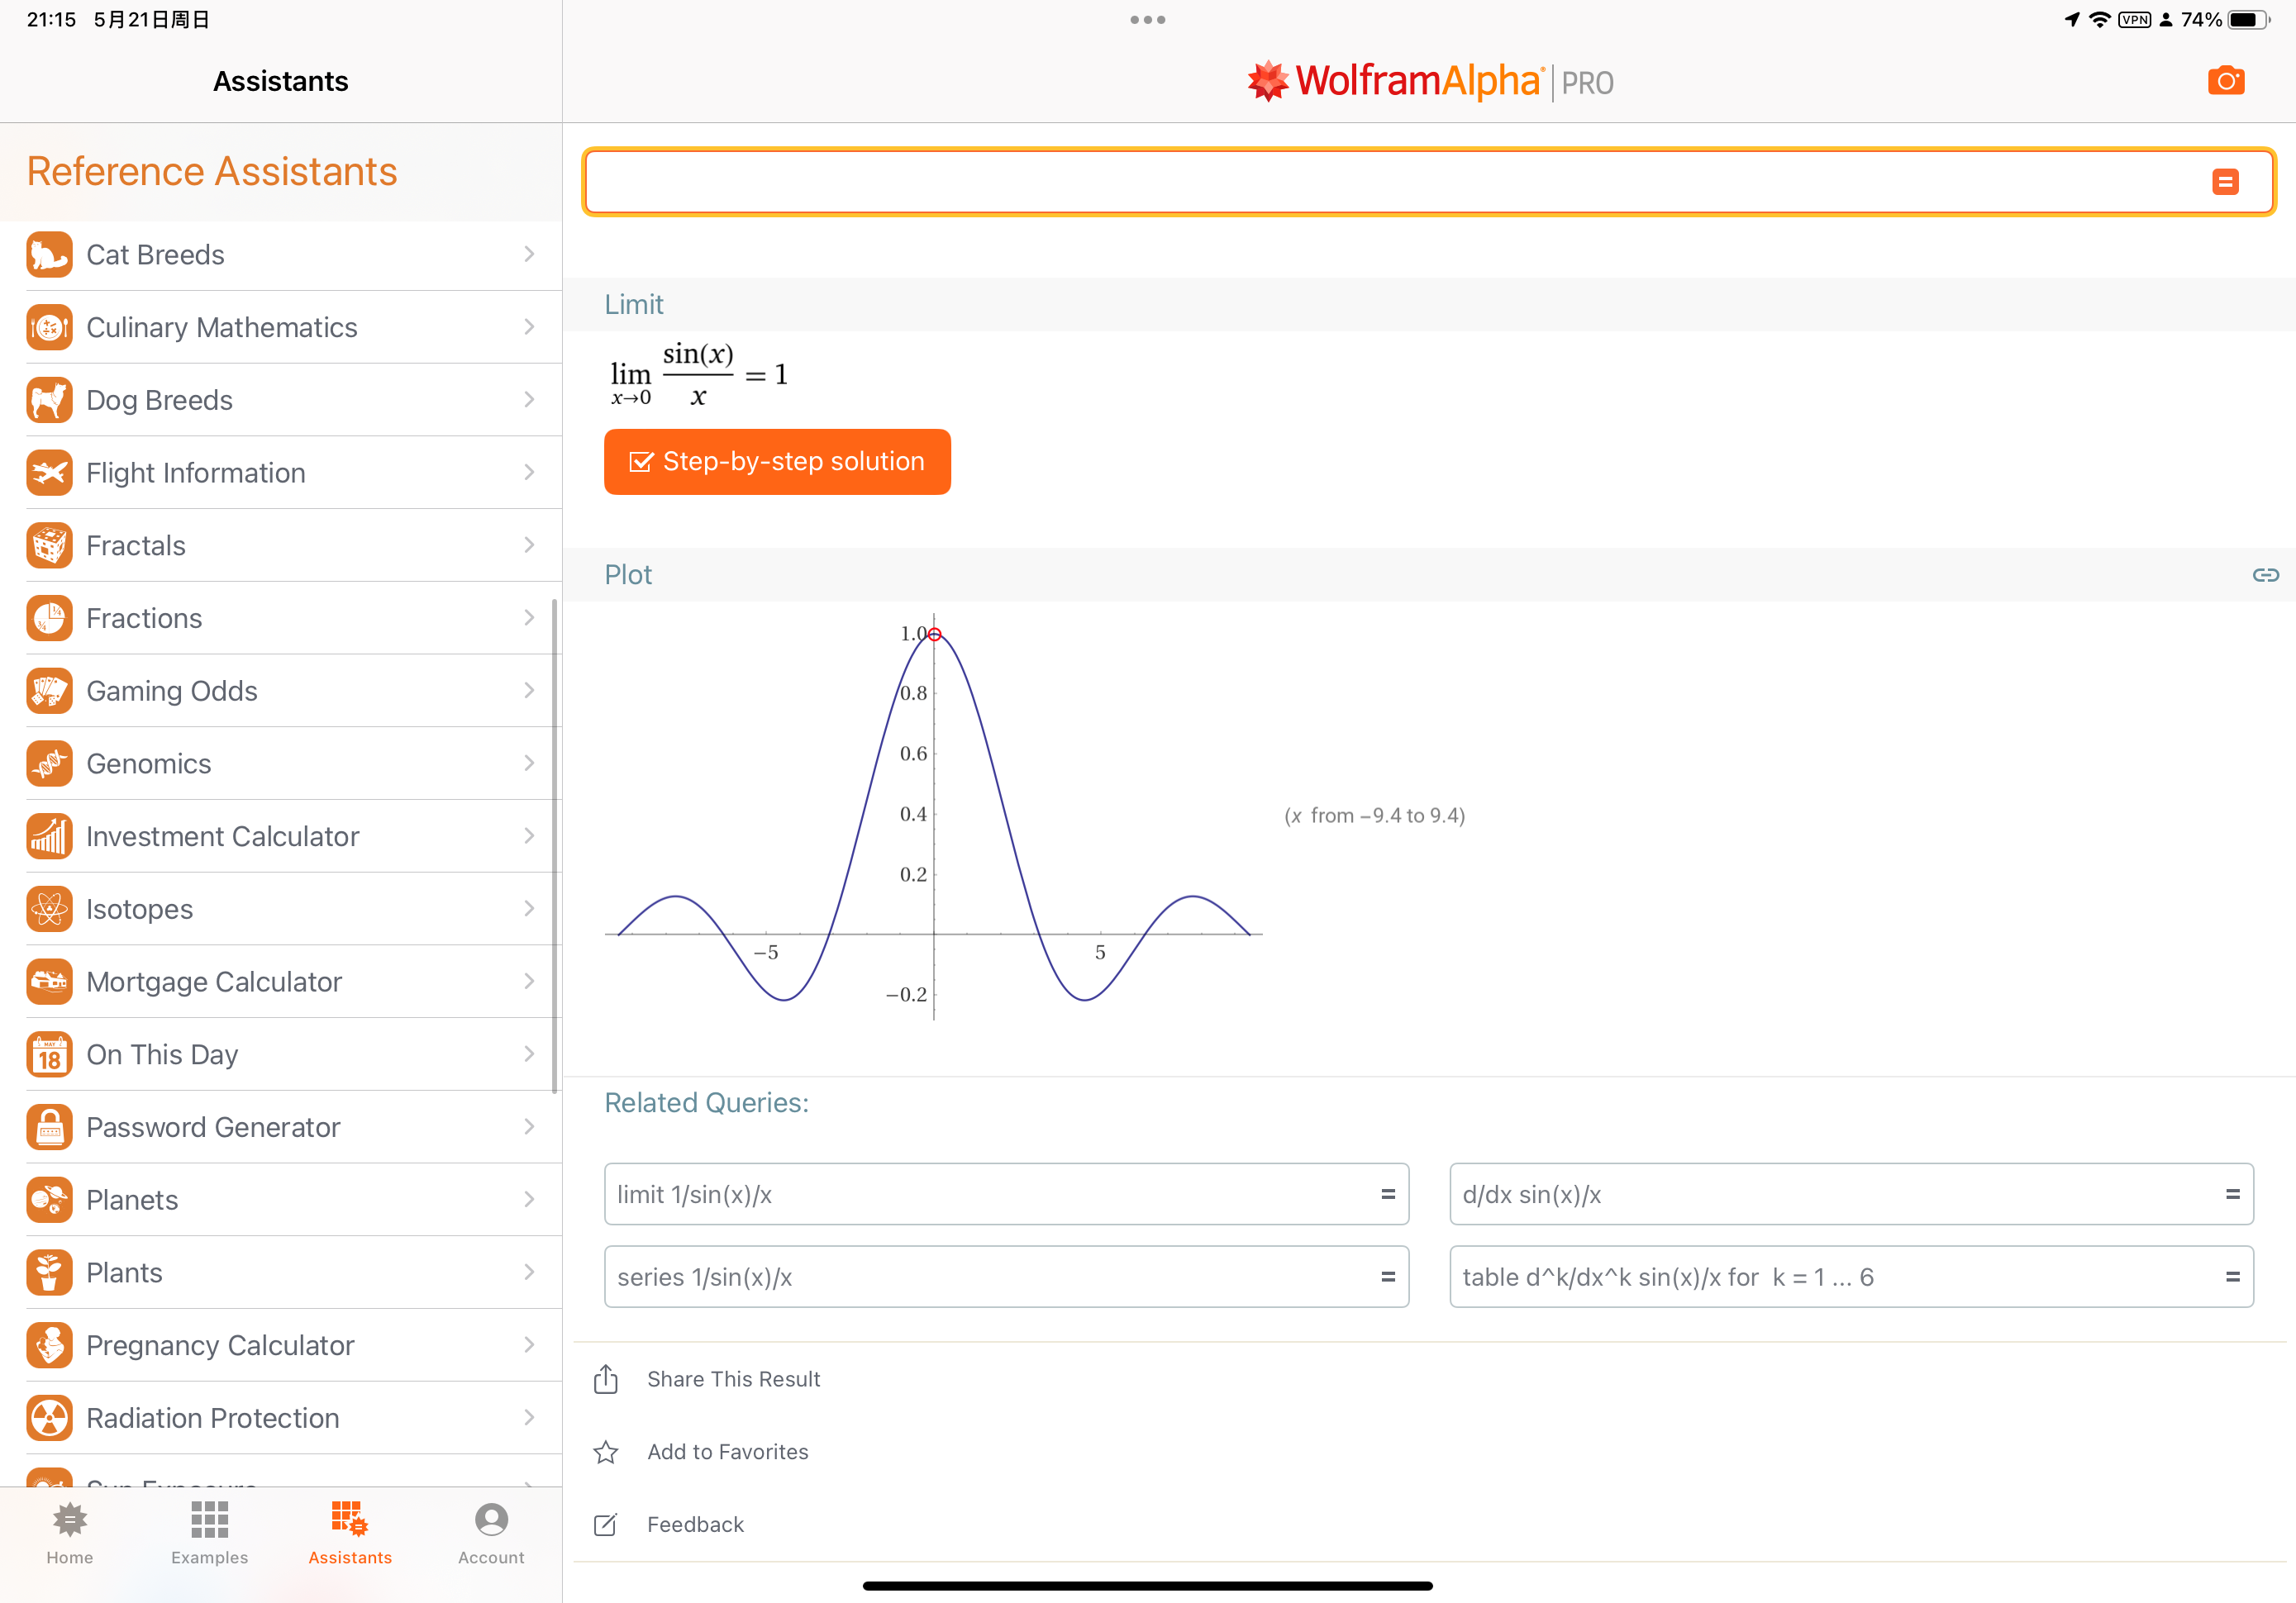 21:15 5月21日周日
VPN 74%
Assistants
WolframAlpha PRO
Reference Assistants
Cat Breeds
Culinary Mathematics
Dog Breeds
Flight Information
Fractals
Fractions
Gaming Odds
Genomics
Investment Calculator
Isotopes
Mortgage Calculator
MAY
18
On This Day
Password Generator
Planets
Plants
Pregnancy Calculator
Radiation Protection
Sun Exposure
Home
Examples
Assistants
Account
Limit
lim x→0 sin(x)/x = 1
Step-by-step solution
Plot
1.0
0.8
0.6
0.4
0.2
−5
5
−0.2
(x from −9.4 to 9.4)
Related Queries:
limit 1/sin(x)/x =
d/dx sin(x)/x =
series 1/sin(x)/x =
table d^k/dx^k sin(x)/x for k = 1 ... 6 =
Share This Result
Add to Favorites
Feedback